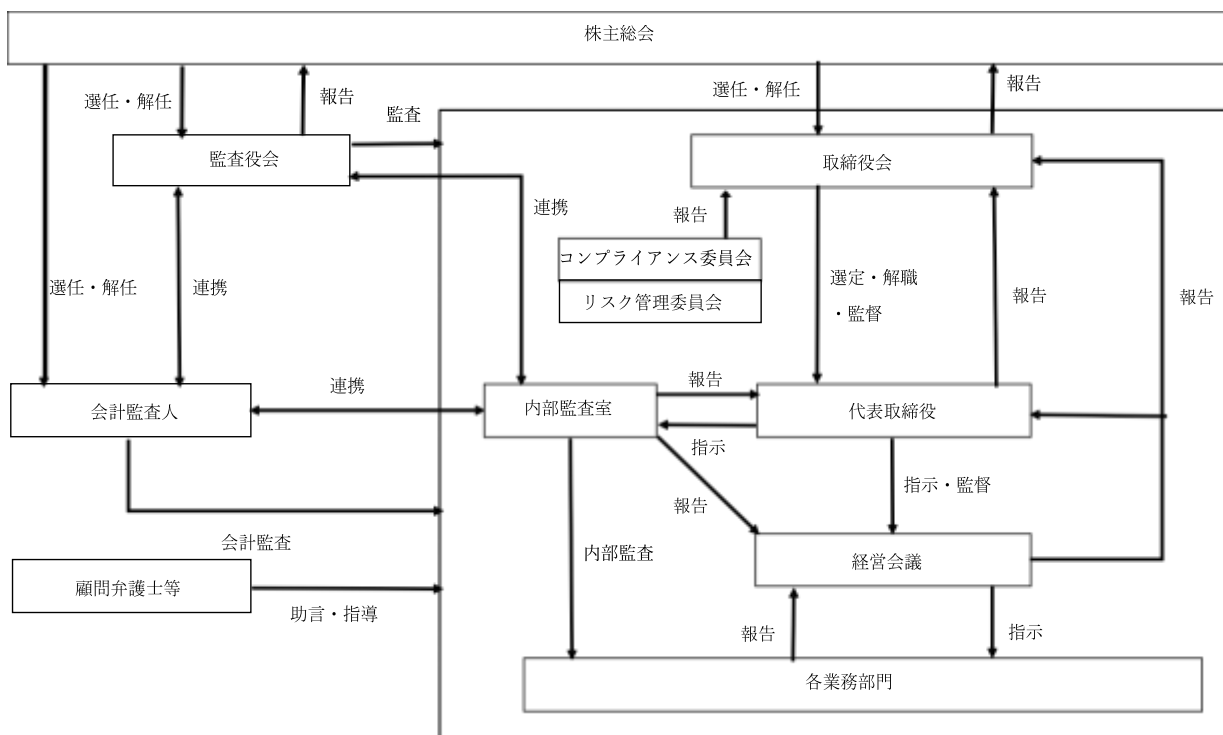 株主総会
選任・解任
報告
監査
選任・解任
報告
監査役会
取締役会
連携
報告
コンプライアンス委員会
リスク管理委員会
選任・解任
連携
選定・解職
・監督
報告
報告
会計監査人
連携
内部監査室
報告
指示
代表取締役
指示・監督
報告
会計監査
内部監査
経営会議
顧問弁護士等
助言・指導
報告
指示
各業務部門